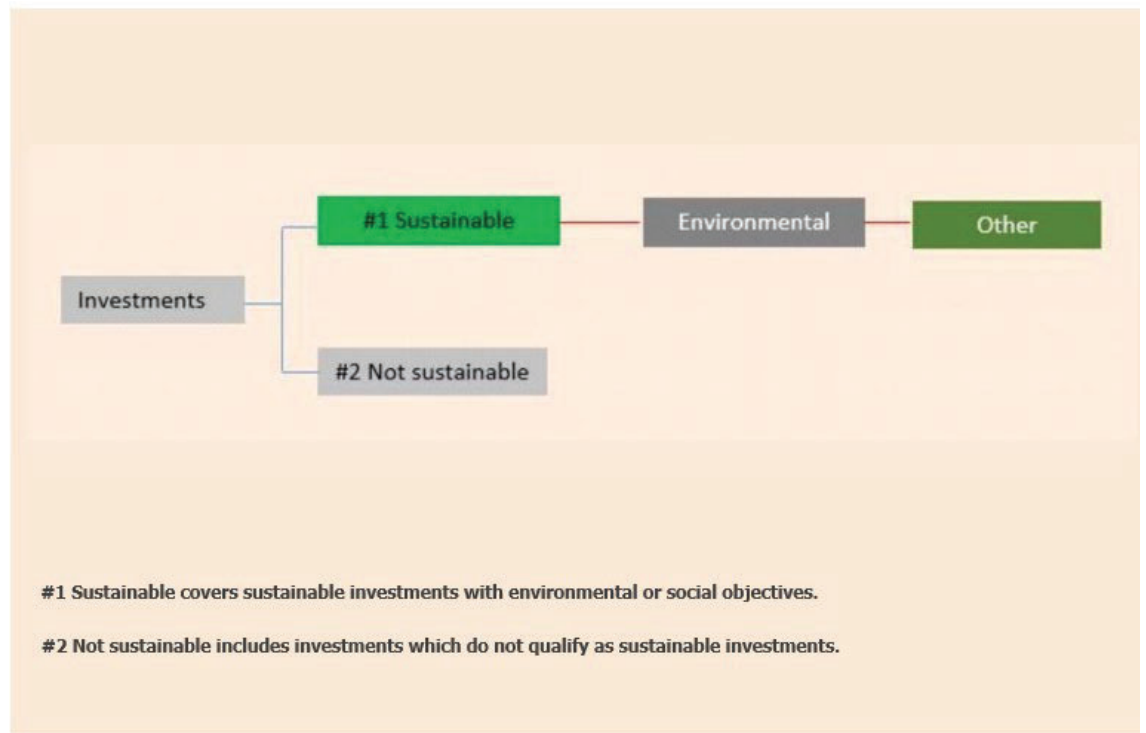 #1 Sustainable
Environmental
Other
Investments
#2 Not sustainable
#1 Sustainable covers sustainable investments with environmental or social objectives.
#2 Not sustainable includes investments which do not qualify as sustainable investments.